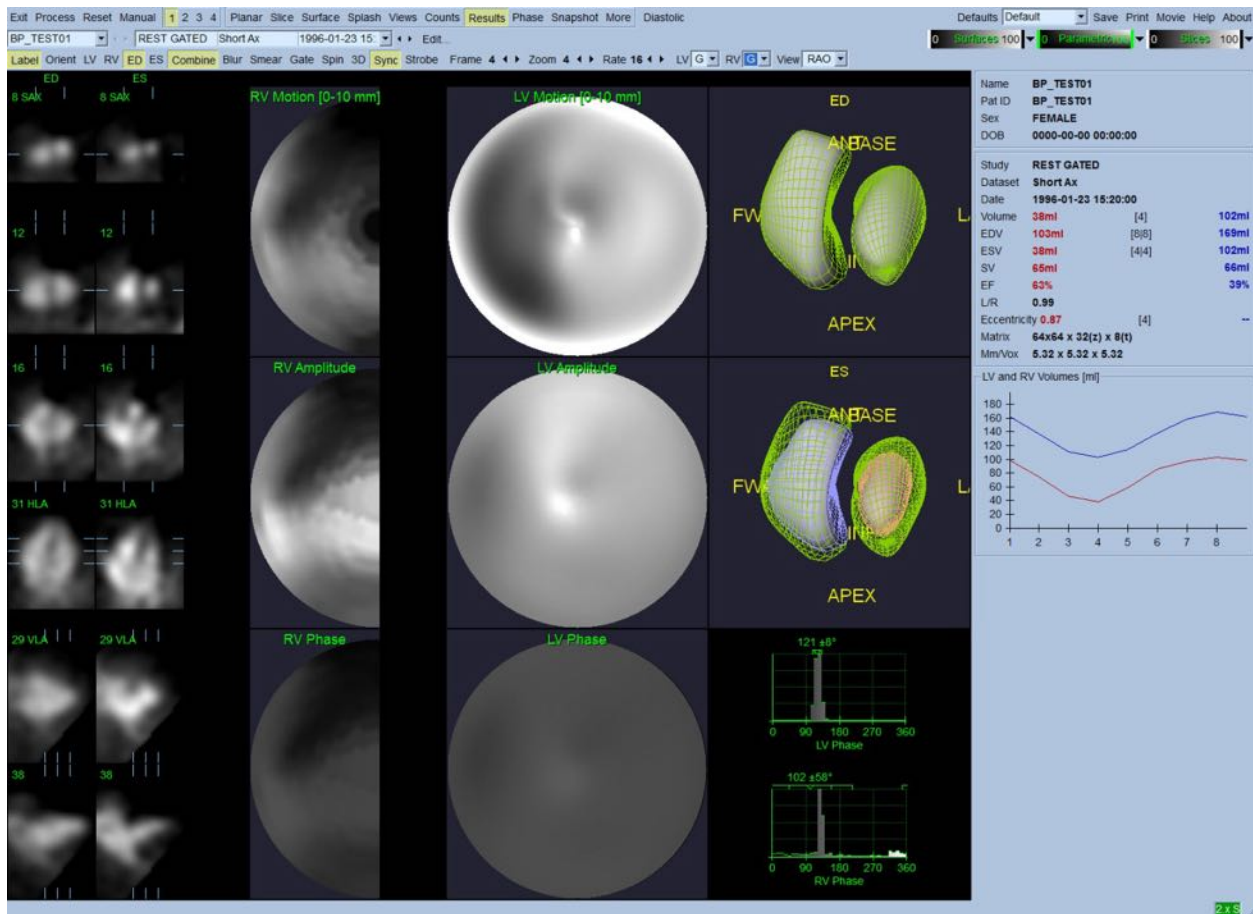 Exit Process Reset Manual 1 2 3 4 Planar Slice Surface Splash Views Counts Results Phase Snapshot More Diastolic Defaults Default Save Print Movie Help About
BP_TEST01 REST GATED Short Ax 1996-01-23 15: Edit... 0 Surfaces 100 0 Parametric 0 Slices 100
Label Orient LV RV ED ES Combine Blur Smear Gate Spin 3D Sync Strobe Frame 4 Zoom 4 Rate 16 LV G RV G View RAO
ED ES
8 SAX 8 SAX
12 12
16 16
31 HLA 31 HLA
29 VLA 29 VLA
38 38
RV Motion [0-10 mm] LV Motion [0-10 mm]
RV Amplitude LV Amplitude
RV Phase LV Phase
ED
ANT BASE
FW
APEX
ES
ANT BASE
FW
APEX
121 ±8°
0 90 180 270 360
LV Phase
102 ±58°
0 90 180 270 360
RV Phase
Name BP_TEST01
Pat ID BP_TEST01
Sex FEMALE
DOB 0000-00-00 00:00:00
Study REST GATED
Dataset Short Ax
Date 1996-01-23 15:20:00
Volume 38ml [4] 102ml
EDV 103ml [8|8] 169ml
ESV 38ml [4|4] 102ml
SV 65ml 66ml
EF 63% 39%
L/R 0.99
Eccentricity 0.87 [4] --
Matrix 64x64 x 32(z) x 8(t)
Mm/Vox 5.32 x 5.32 x 5.32
LV and RV Volumes [ml]
180
160
140
120
100
80
60
40
20
0
1 2 3 4 5 6 7 8
2 x S